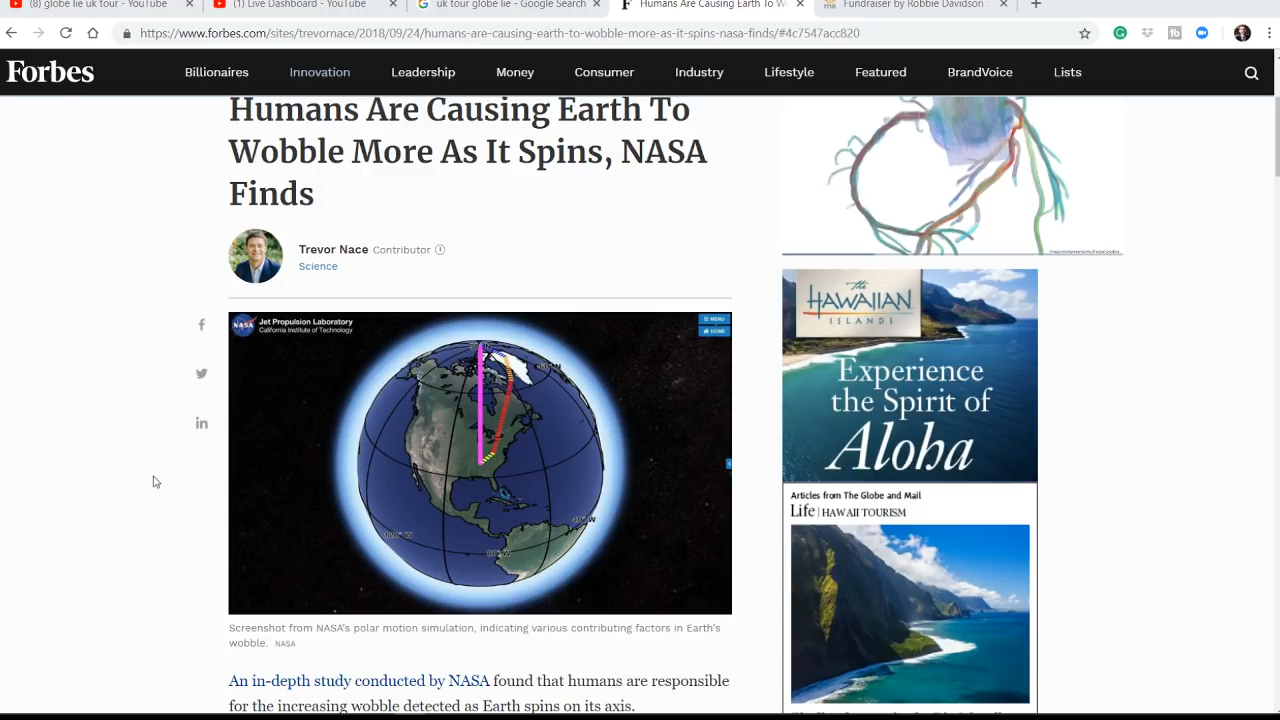 (8) globe lie uk tour - YouTube
(1) Live Dashboard - YouTube
uk tour globe lie - Google Search
Humans Are Causing Earth To W
Fundraiser by Robbie Davidson
https://www.forbes.com/sites/trevornace/2018/09/24/humans-are-causing-earth-to-wobble-more-as-it-spins-nasa-finds/#4c7547acc820
Forbes
Billionaires
Innovation
Leadership
Money
Consumer
Industry
Lifestyle
Featured
BrandVoice
Lists
Humans Are Causing Earth To
Wobble More As It Spins, NASA
Finds
Trevor Nace Contributor
Science
NASA
Jet Propulsion Laboratory
California Institute of Technology
MENU
HOME
Screenshot from NASA's polar motion simulation, indicating various contributing factors in Earth's
wobble. NASA
An in-depth study conducted by NASA found that humans are responsible
for the increasing wobble detected as Earth spins on its axis.
the
HAWAIIAN
ISLANDS
Experience
the Spirit of
Aloha
Articles from The Globe and Mail
Life | HAWAII TOURISM